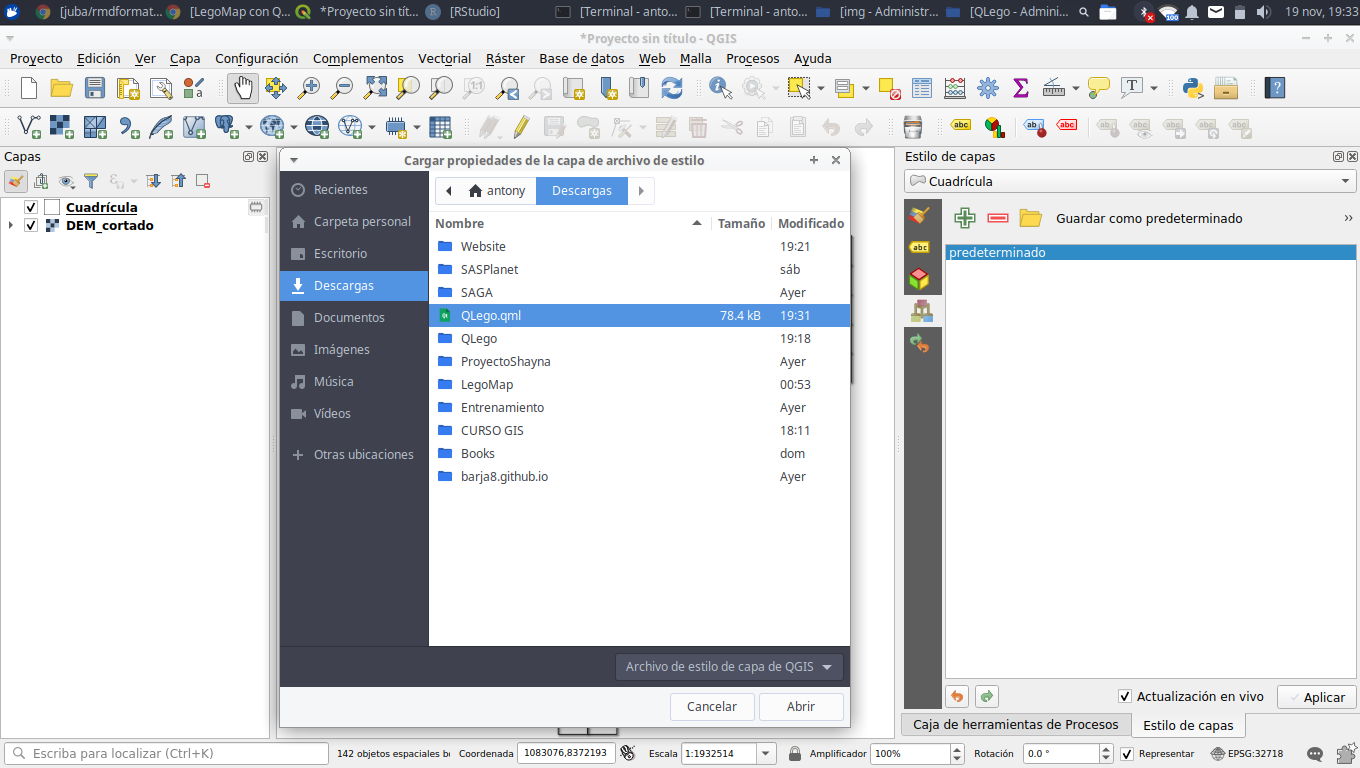 [juba/rmdformat... [LegoMap con Q... *Proyecto sin tít... [RStudio] [Terminal - anto... [Terminal - anto... [img - Administr... [QLego - Admini... 100 19 nov, 19:33
*Proyecto sin título - QGIS
Proyecto Edición Ver Capa Configuración Complementos Vectorial Ráster Base de datos Web Malla Procesos Ayuda
Capas
Cuadrícula
DEM_cortado
Cargar propiedades de la capa de archivo de estilo
Recientes
Carpeta personal
Escritorio
Descargas
Documentos
Imágenes
Música
Vídeos
Otras ubicaciones
antony Descargas
Nombre Tamaño Modificado
Website 19:21
SASPlanet sáb
SAGA Ayer
QLego.qml 78.4 kB 19:31
QLego 19:18
ProyectoShayna Ayer
LegoMap 00:53
Entrenamiento Ayer
CURSO GIS 18:11
Books dom
barja8.github.io Ayer
Archivo de estilo de capa de QGIS
Cancelar Abrir
Estilo de capas
Cuadrícula
abc
Guardar como predeterminado »
predeterminado
Actualización en vivo Aplicar
Caja de herramientas de Procesos Estilo de capas
Escriba para localizar (Ctrl+K) 142 objetos espaciales bo Coordenada 1083076,8372193 Escala 1:1932514 Amplificador 100% Rotación 0.0 ° Representar EPSG:32718